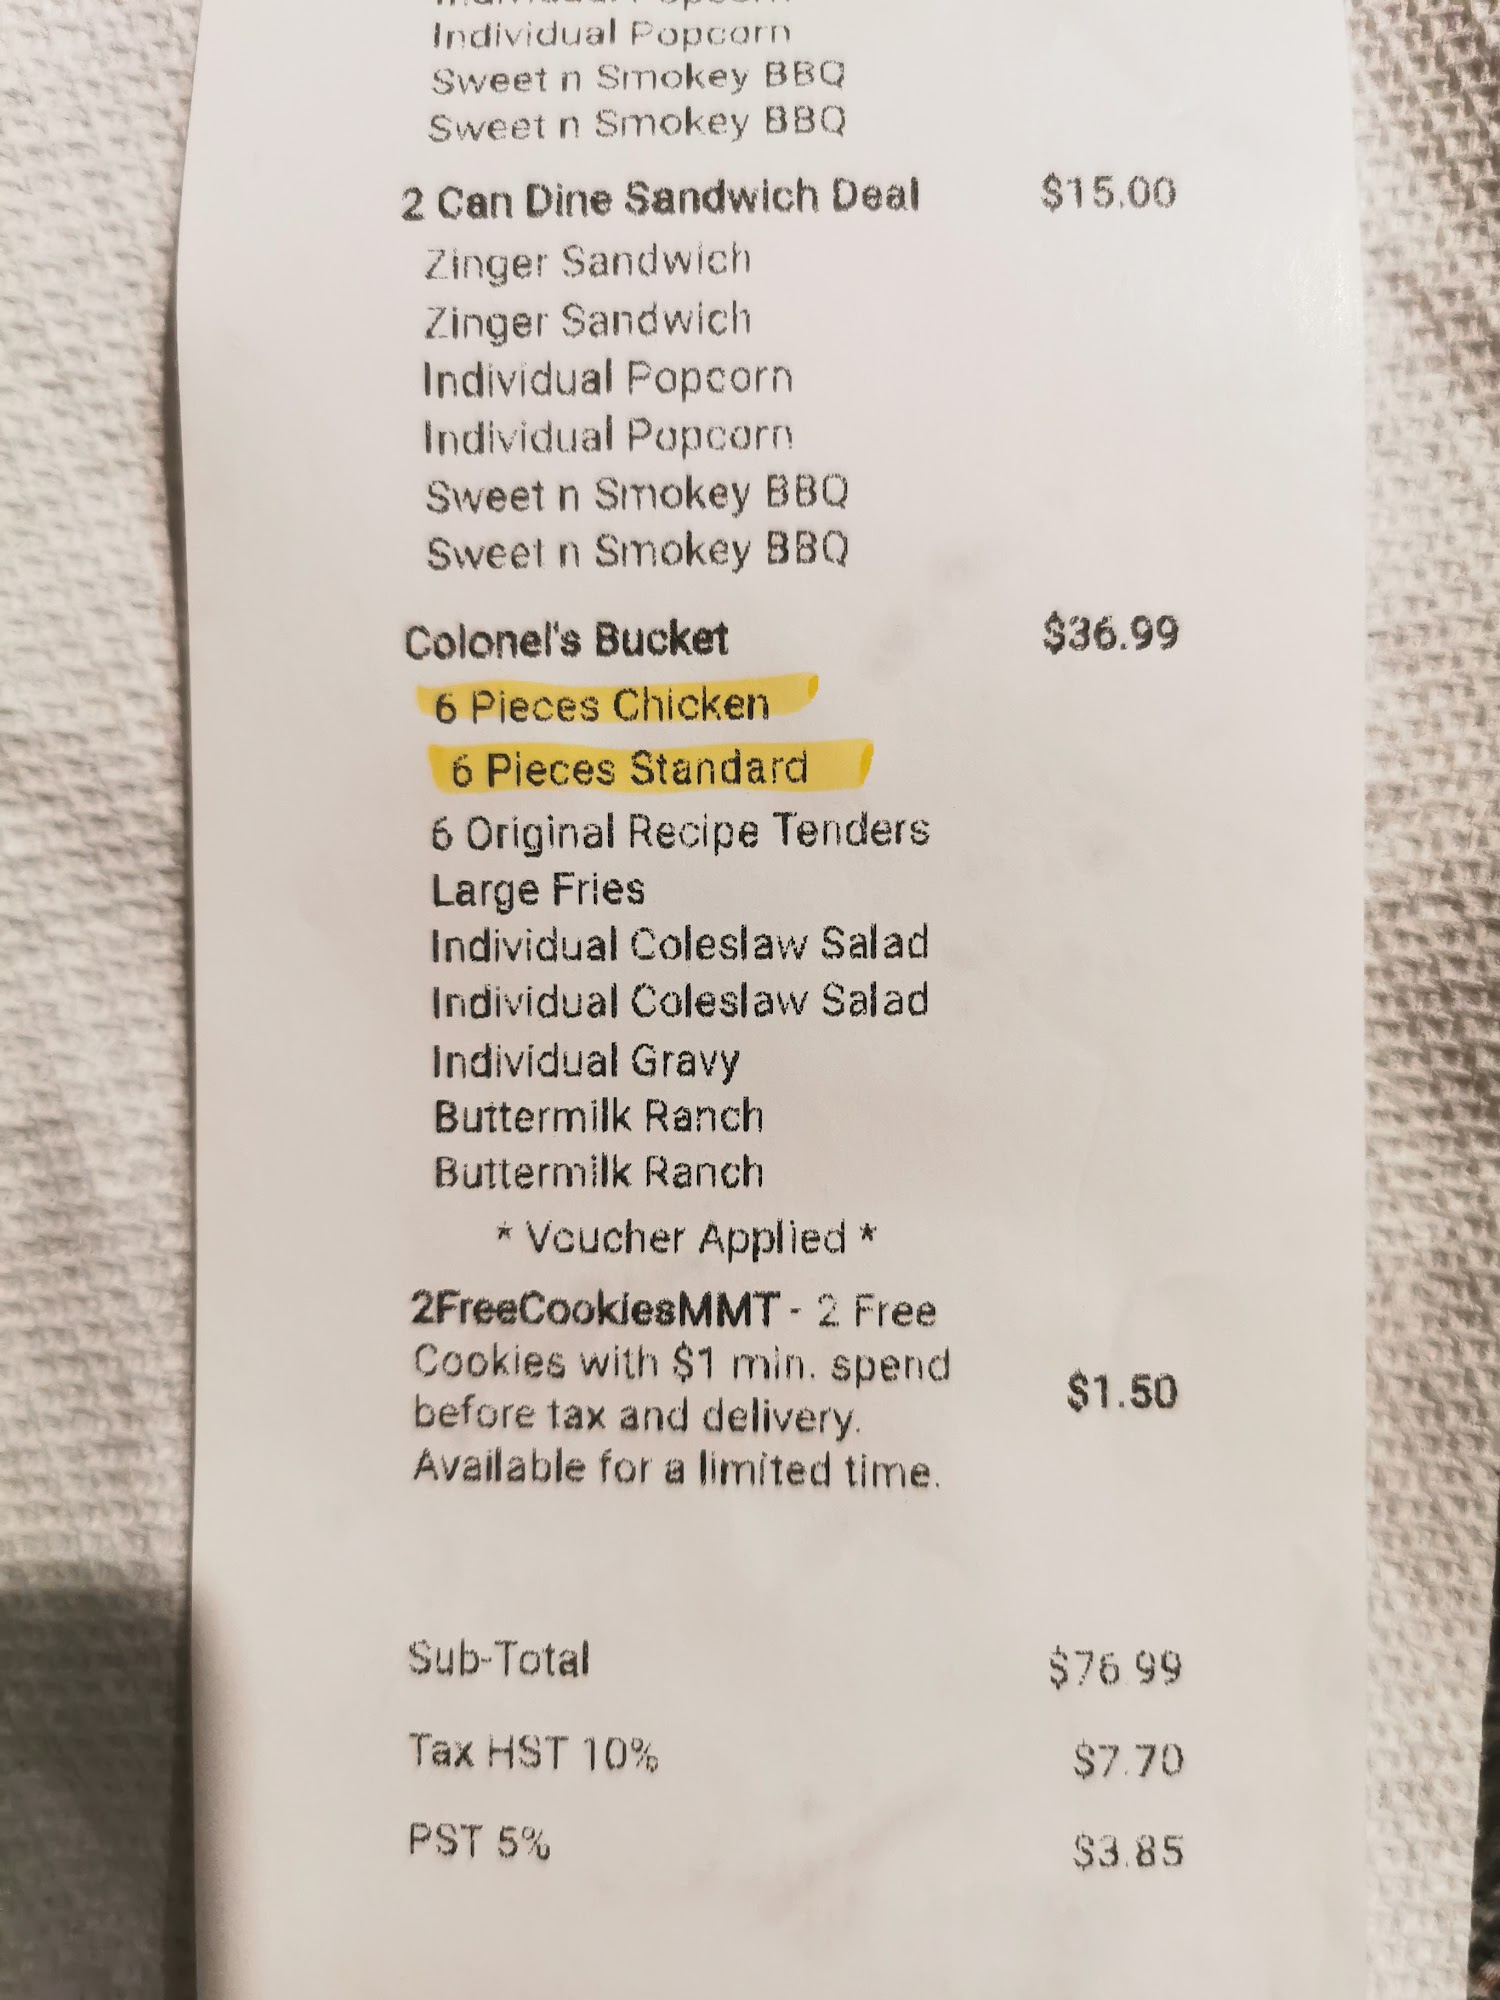 Individual Popcorn
Individual Popcorn
Sweet n Smokey BBQ
Sweet n Smokey BBQ
2 Can Dine Sandwich Deal $15.00
Zinger Sandwich
Zinger Sandwich
Individual Popcorn
Individual Popcorn
Sweet n Smokey BBQ
Sweet n Smokey BBQ
Colonel's Bucket $36.99
6 Pieces Chicken
6 Pieces Standard
6 Original Recipe Tenders
Large Fries
Individual Coleslaw Salad
Individual Coleslaw Salad
Individual Gravy
Buttermilk Ranch
Buttermilk Ranch
* Voucher Applied *
2FreeCookiesMMT - 2 Free
Cookies with $1 min. spend
before tax and delivery. $1.50
Available for a limited time.
Sub-Total $76.99
Tax HST 10% $7.70
PST 5% $3.85